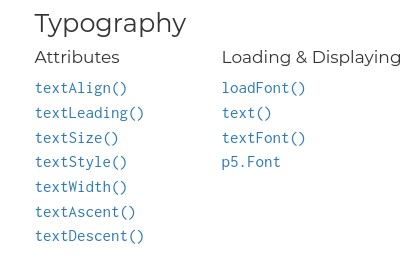 Typography
Attributes
textAlign()
textLeading()
textSize()
textStyle()
textWidth()
textAscent()
textDescent()
Loading & Displaying
loadFont()
text()
textFont()
p5.Font